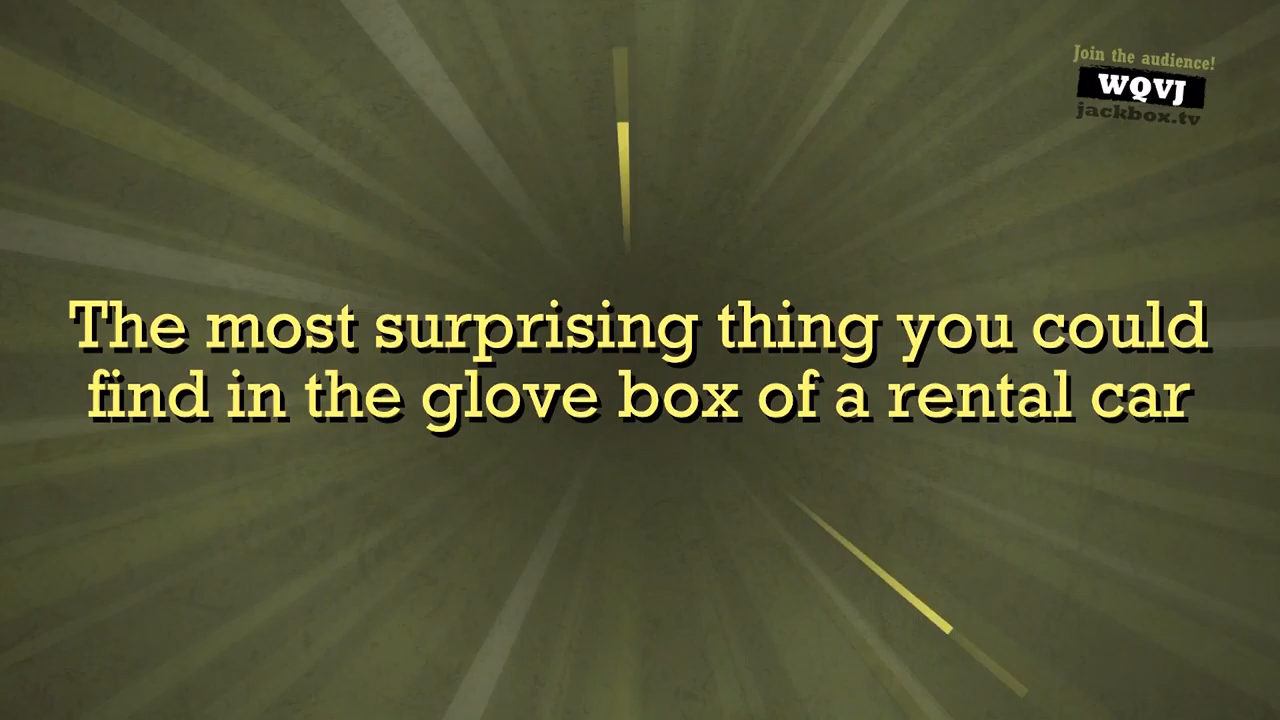 Join the audience!
WQVJ
jackbox.tv
The most surprising thing you could
find in the glove box of a rental car